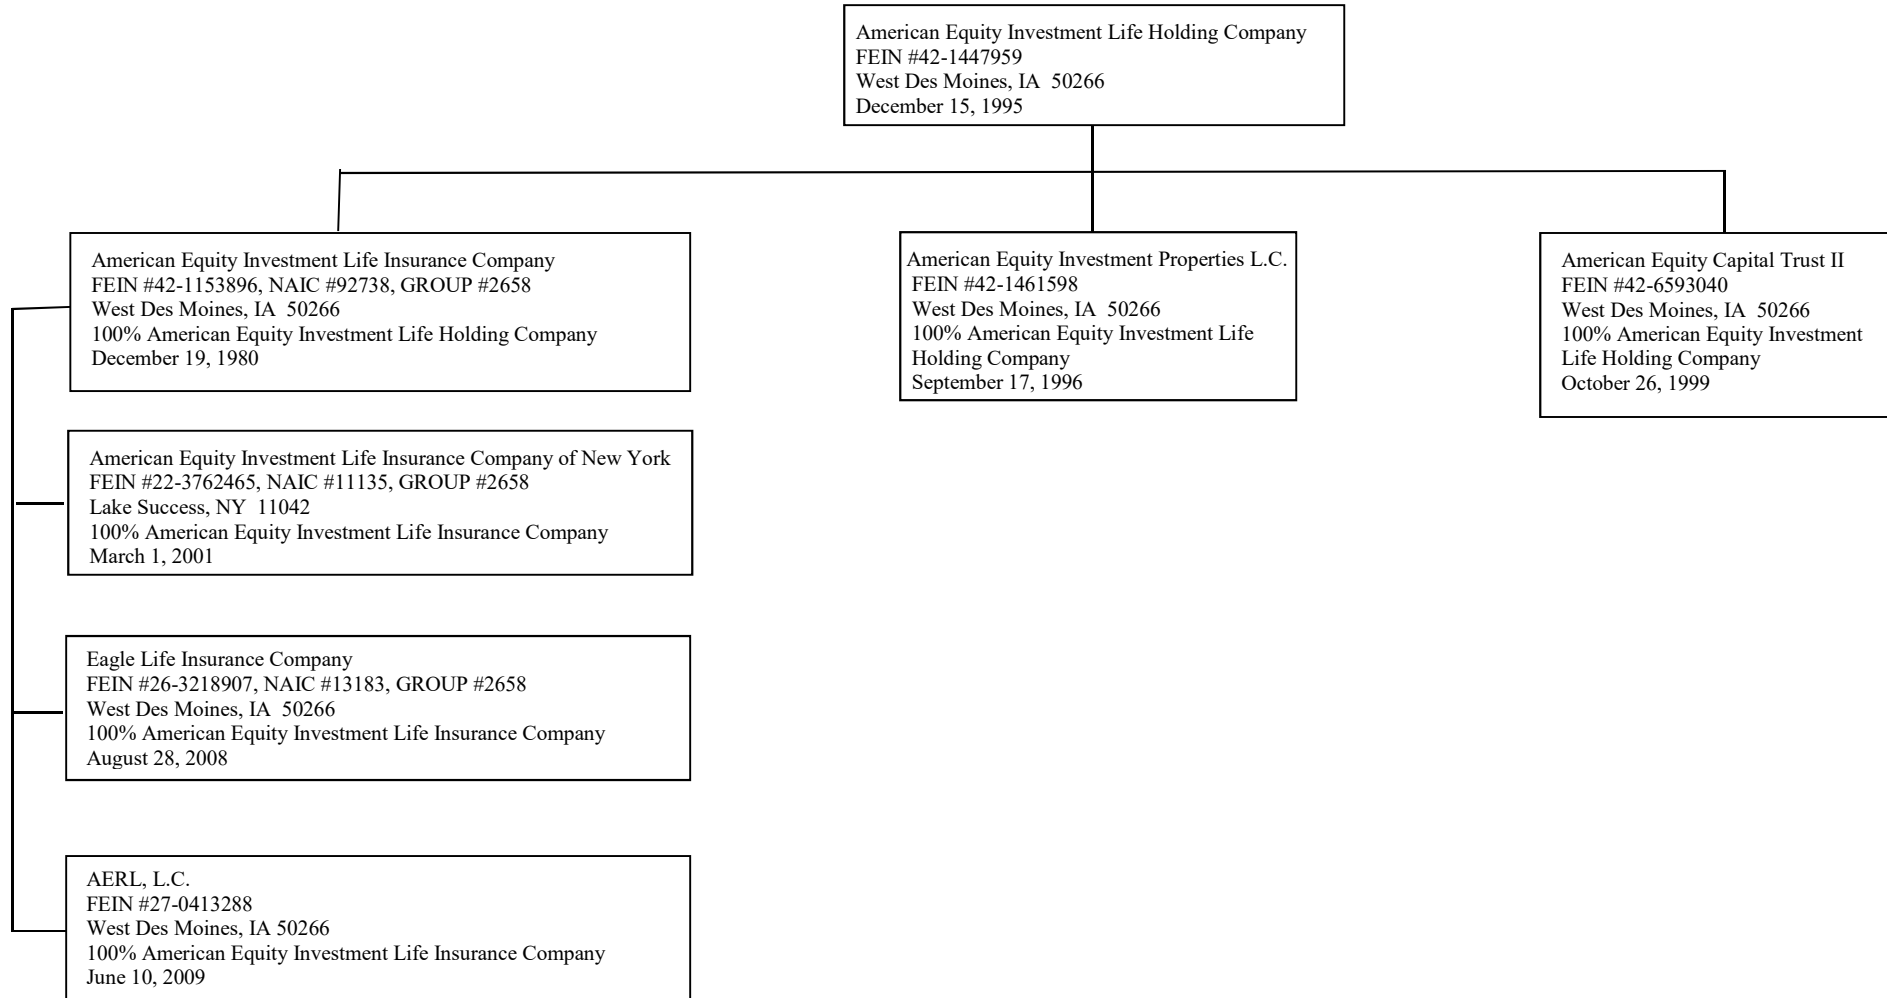 American Equity Investment Life Holding Company
FEIN #42-1447959
West Des Moines, IA  50266
December 15, 1995
American Equity Investment Life Insurance Company
FEIN #42-1153896, NAIC #92738, GROUP #2658
West Des Moines, IA  50266
100% American Equity Investment Life Holding Company
December 19, 1980
American Equity Investment Properties L.C.
FEIN #42-1461598
West Des Moines, IA  50266
100% American Equity Investment Life
Holding Company
September 17, 1996
American Equity Capital Trust II
FEIN #42-6593040
West Des Moines, IA  50266
100% American Equity Investment
Life Holding Company
October 26, 1999
American Equity Investment Life Insurance Company of New York
FEIN #22-3762465, NAIC #11135, GROUP #2658
Lake Success, NY  11042
100% American Equity Investment Life Insurance Company
March 1, 2001
Eagle Life Insurance Company
FEIN #26-3218907, NAIC #13183, GROUP #2658
West Des Moines, IA  50266
100% American Equity Investment Life Insurance Company
August 28, 2008
AERL, L.C.
FEIN #27-0413288
West Des Moines, IA 50266
100% American Equity Investment Life Insurance Company
June 10, 2009